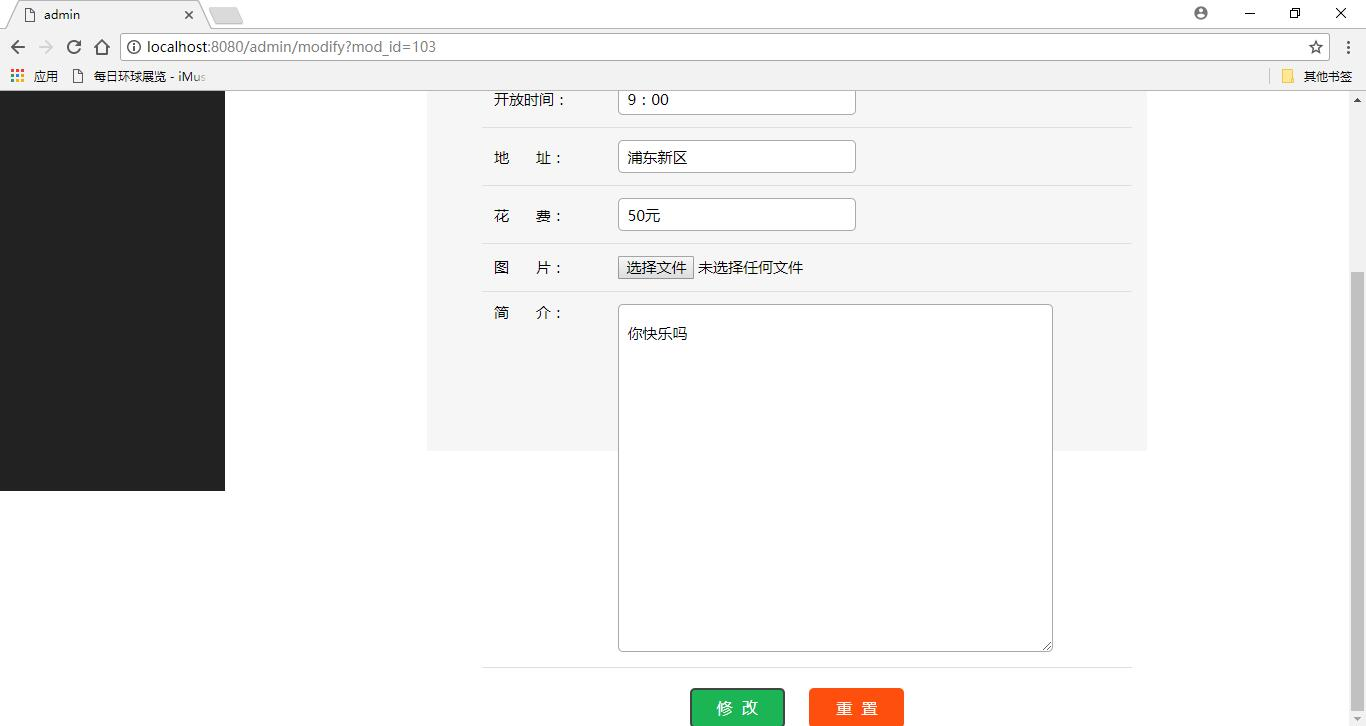 admin
localhost:8080/admin/modify?mod_id=103
应用 每日环球展览 - iMus 其他书签
开放时间： 9：00
地 址： 浦东新区
花 费： 50元
图 片： 选择文件 未选择任何文件
简 介：
你快乐吗
修 改 重 置